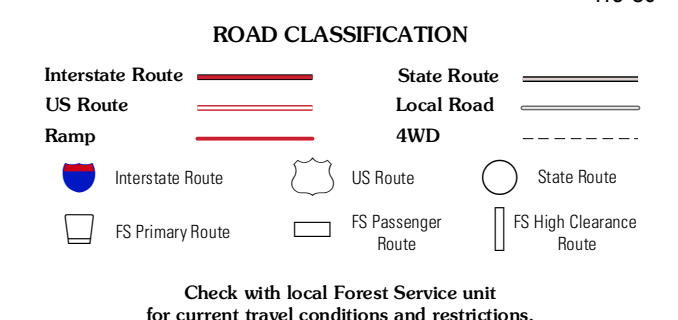 ROAD CLASSIFICATION
Interstate Route
State Route
US Route
Local Road
Ramp
4WD
Interstate Route
US Route
State Route
FS Primary Route
FS Passenger
Route
FS High Clearance
Route
Check with local Forest Service unit
for current travel conditions and restrictions.